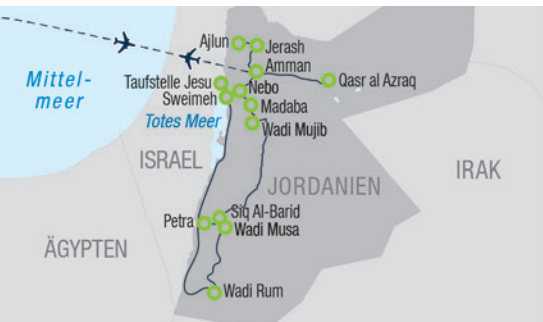 Ajlun
Jerash
Amman
Mittel-
meer
Taufstelle Jesu
Qasr al Azraq
Nebo
Sweimeh
Madaba
Totes Meer
Wadi Mujib
ISRAEL
IRAK
JORDANIEN
Siq Al-Barid
Petra
Wadi Musa
ÄGYPTEN
Wadi Rum